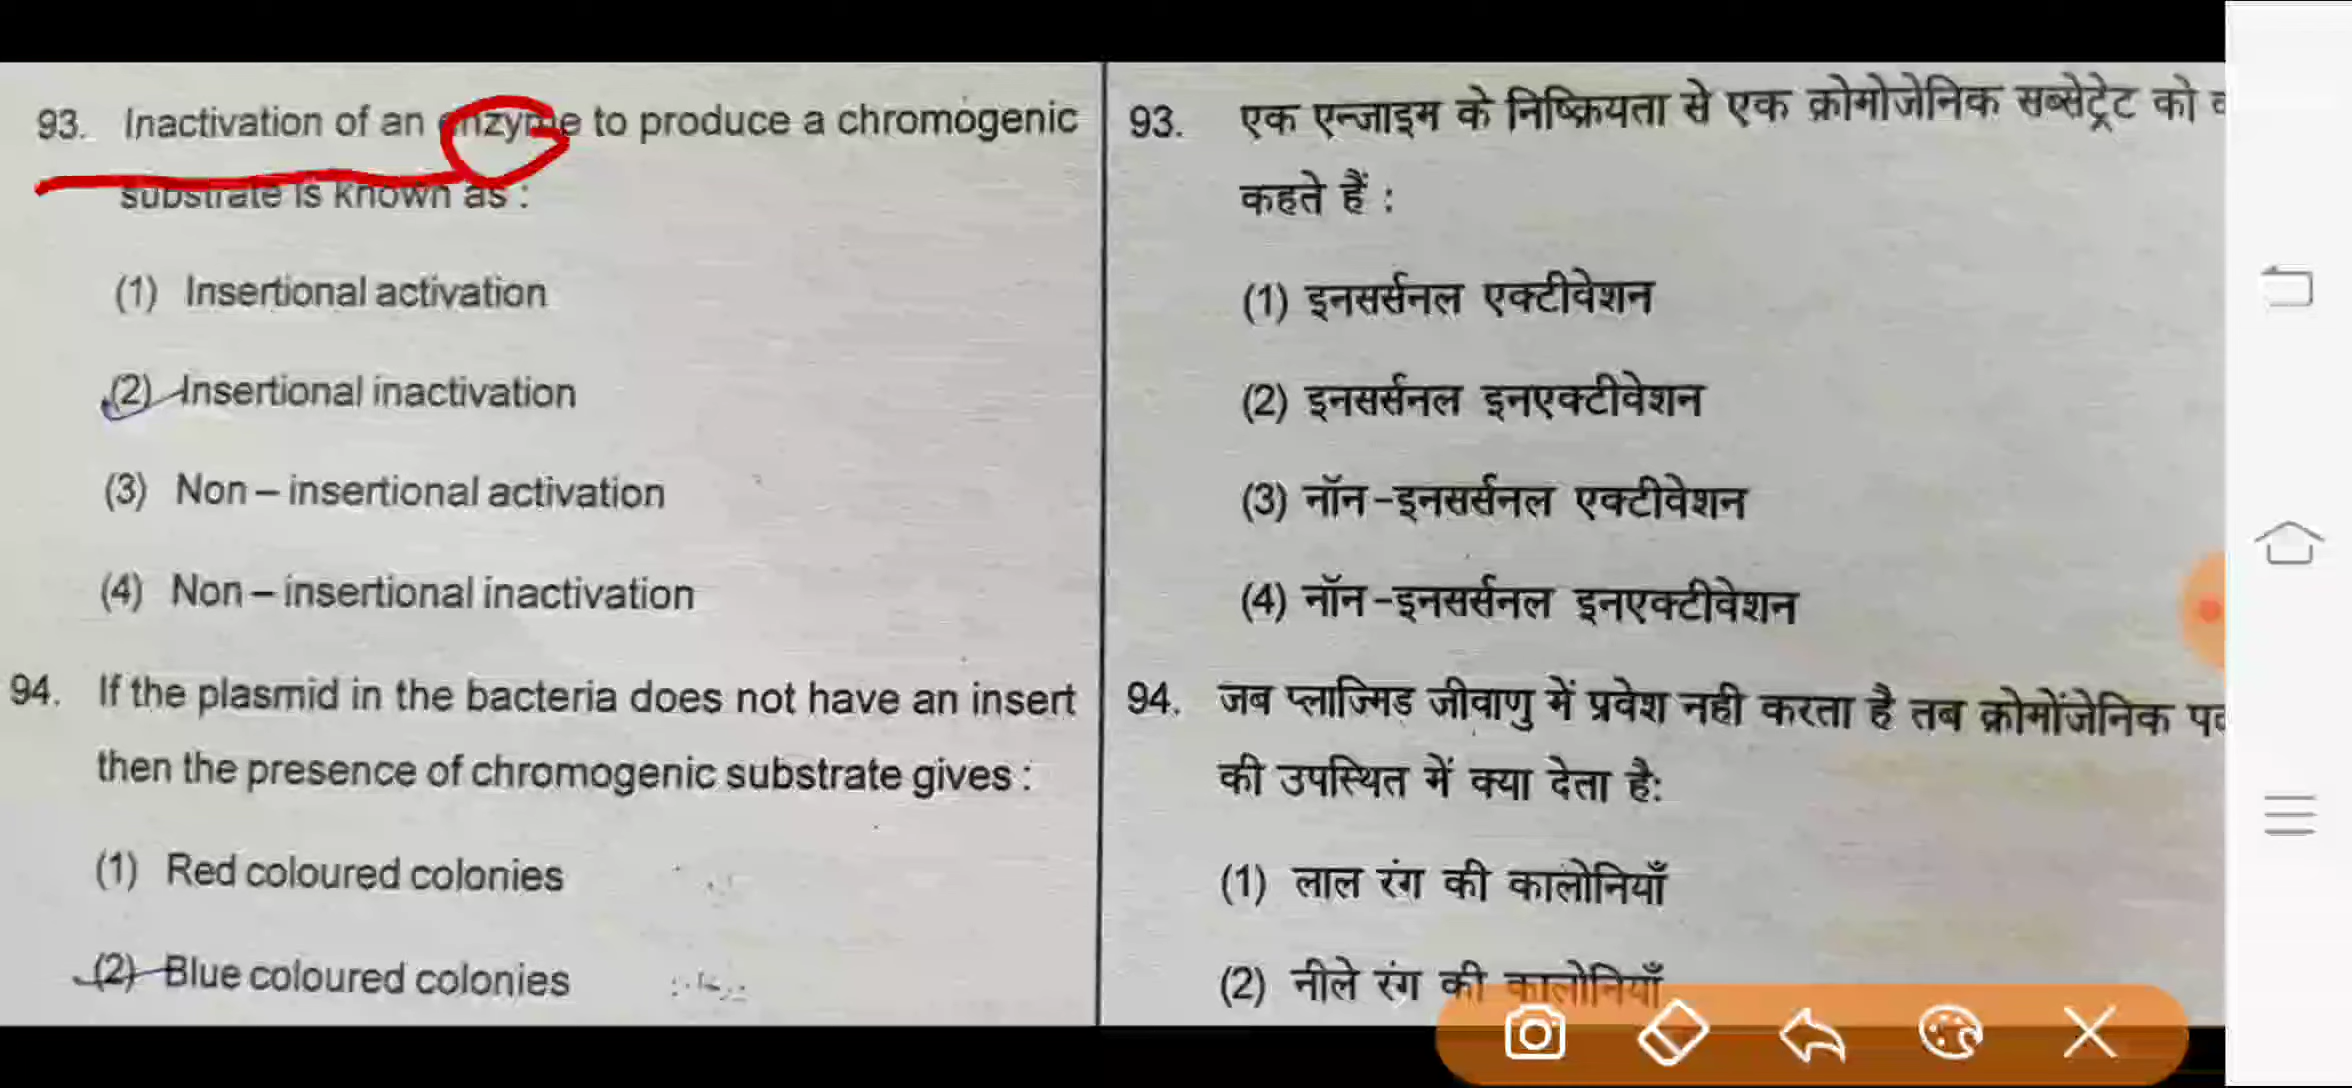 93. Inactivation of an enzyme to produce a chromogenic
substrate is known as :
(1) Insertional activation
(2) Insertional inactivation
(3) Non – insertional activation
(4) Non – insertional inactivation
94. If the plasmid in the bacteria does not have an insert
then the presence of chromogenic substrate gives :
(1) Red coloured colonies
(2) Blue coloured colonies
93. एक एन्जाइम के निष्क्रियता से एक क्रोमोजेनिक सब्सेट्रेट को
कहते हैं :
(1) इनसर्सनल एक्टीवेशन
(2) इनसर्सनल इनएक्टीवेशन
(3) नॉन-इनसर्सनल एक्टीवेशन
(4) नॉन-इनसर्सनल इनएक्टीवेशन
94. जब प्लाज्मिड जीवाणु में प्रवेश नही करता है तब क्रोमोंजेनिक
की उपस्थित में क्या देता है:
(1) लाल रंग की कालोनियाँ
(2) नीले रंग की कालोनियाँ